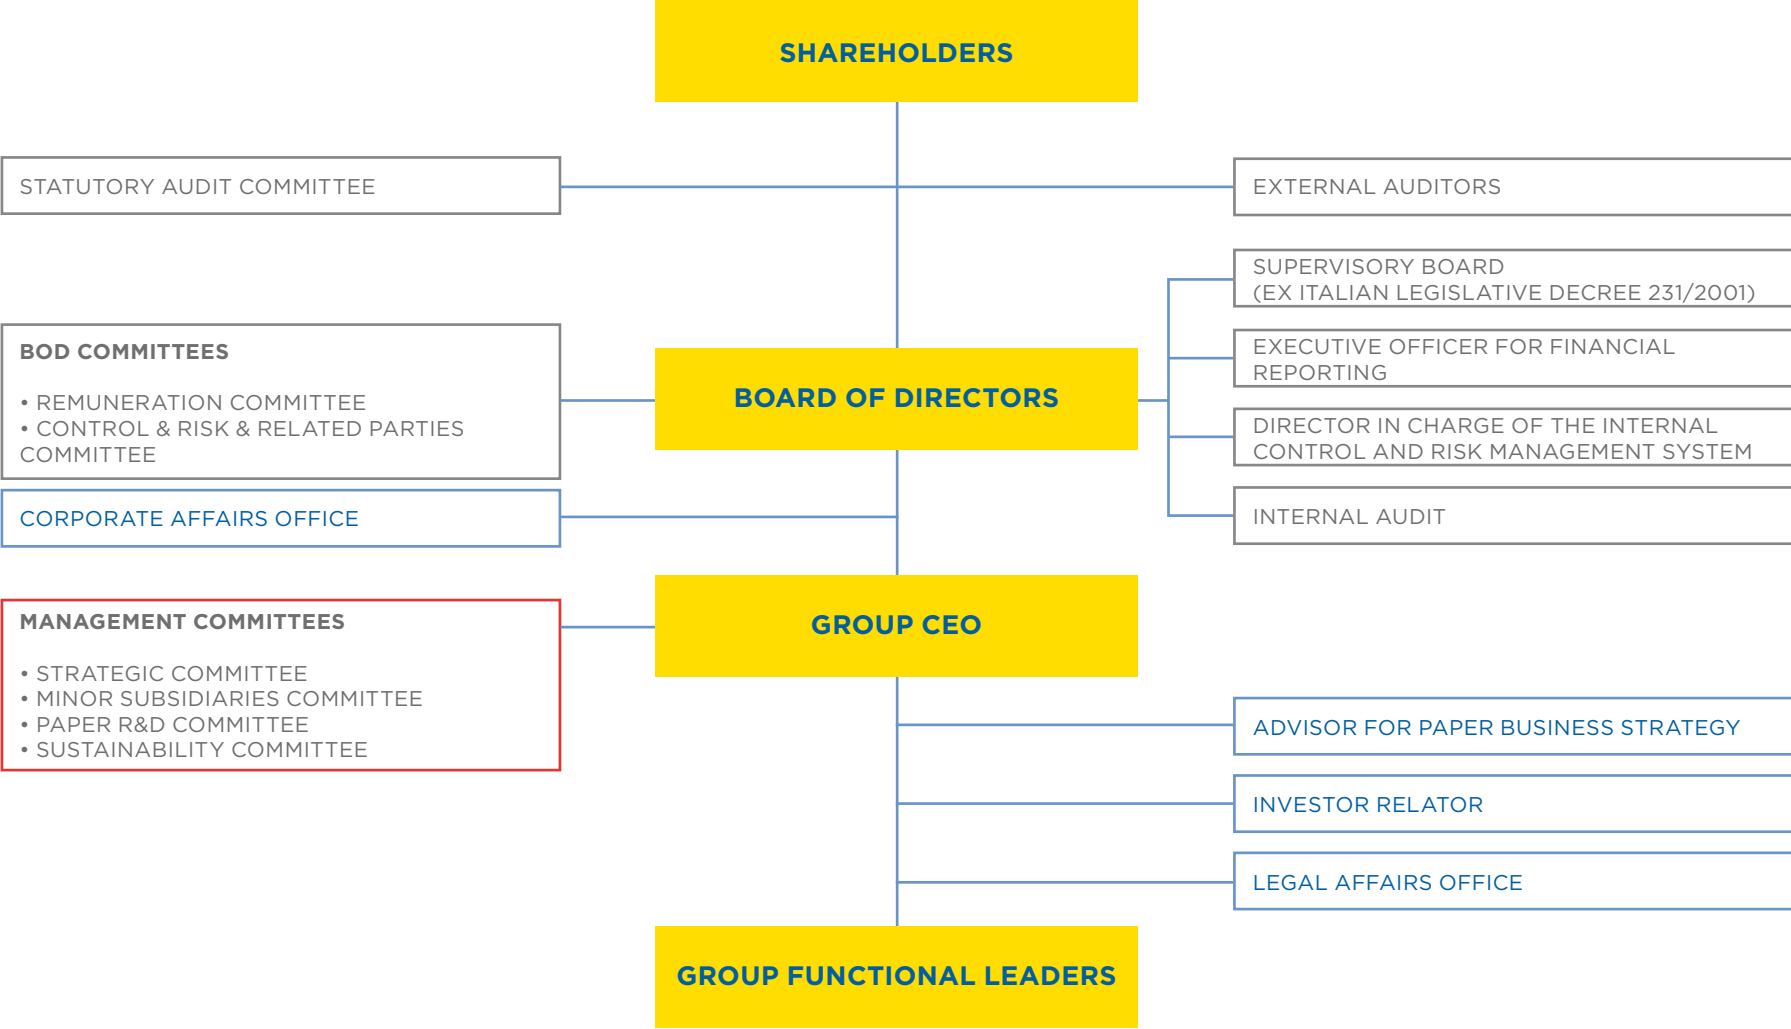 SHAREHOLDERS
STATUTORY AUDIT COMMITTEE
EXTERNAL AUDITORS
SUPERVISORY BOARD
(EX ITALIAN LEGISLATIVE DECREE 231/2001)
EXECUTIVE OFFICER FOR FINANCIAL
REPORTING
DIRECTOR IN CHARGE OF THE INTERNAL
CONTROL AND RISK MANAGEMENT SYSTEM
INTERNAL AUDIT
BOD COMMITTEES
• REMUNERATION COMMITTEE
• CONTROL & RISK & RELATED PARTIES
COMMITTEE
BOARD OF DIRECTORS
CORPORATE AFFAIRS OFFICE
MANAGEMENT COMMITTEES
• STRATEGIC COMMITTEE
• MINOR SUBSIDIARIES COMMITTEE
• PAPER R&D COMMITTEE
• SUSTAINABILITY COMMITTEE
GROUP CEO
ADVISOR FOR PAPER BUSINESS STRATEGY
INVESTOR RELATOR
LEGAL AFFAIRS OFFICE
GROUP FUNCTIONAL LEADERS